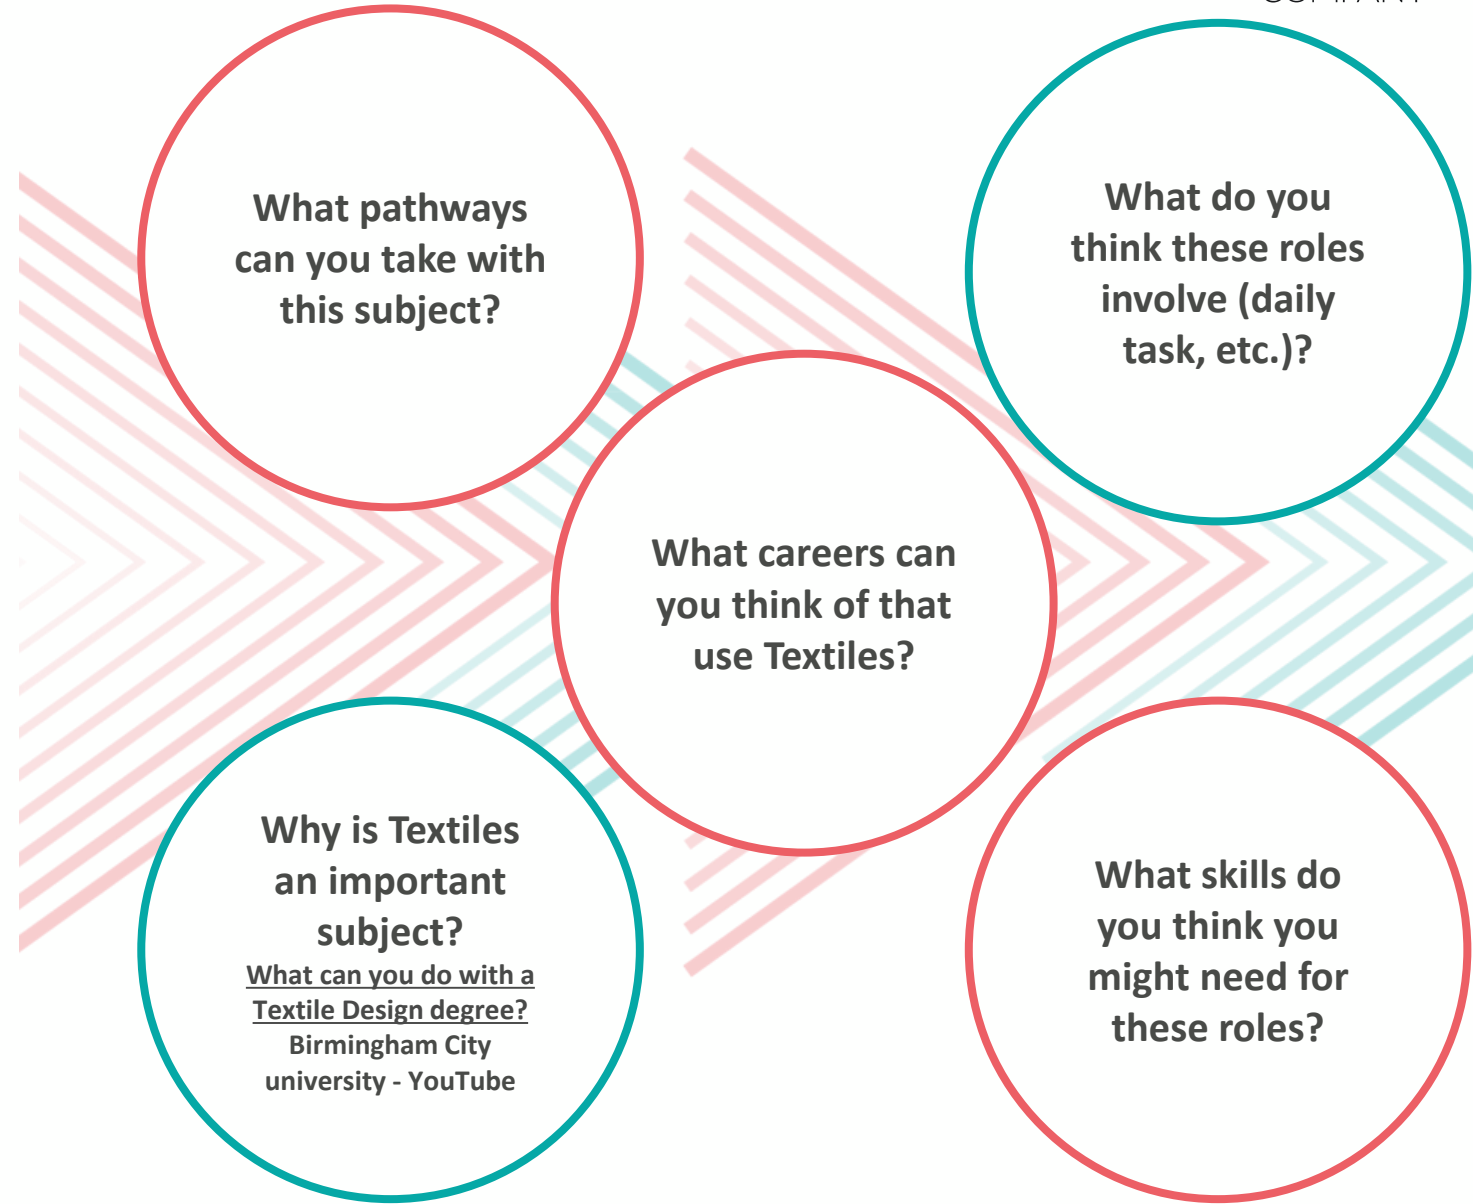 COMPANY
What pathways
can you take with
this subject?
What do you
think these roles
involve (daily
task, etc.)?
What careers can
you think of that
use Textiles?
Why is Textiles
an important
subject?
What can you do with a
Textile Design degree?
Birmingham City
university - YouTube
What skills do
you think you
might need for
these roles?